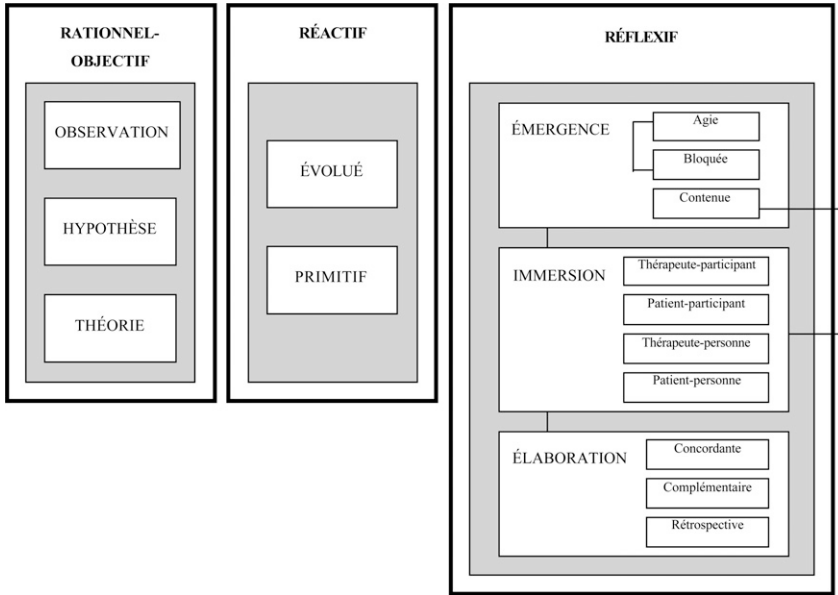 RATIONNEL-
OBJECTIF
OBSERVATION
HYPOTHÈSE
THÉORIE
RÉACTIF
ÉVOLUÉ
PRIMITIF
RÉFLEXIF
ÉMERGENCE
Agie
Bloquée
Contenue
IMMERSION
Thérapeute-participant
Patient-participant
Thérapeute-personne
Patient-personne
ÉLABORATION
Concordante
Complémentaire
Rétrospective